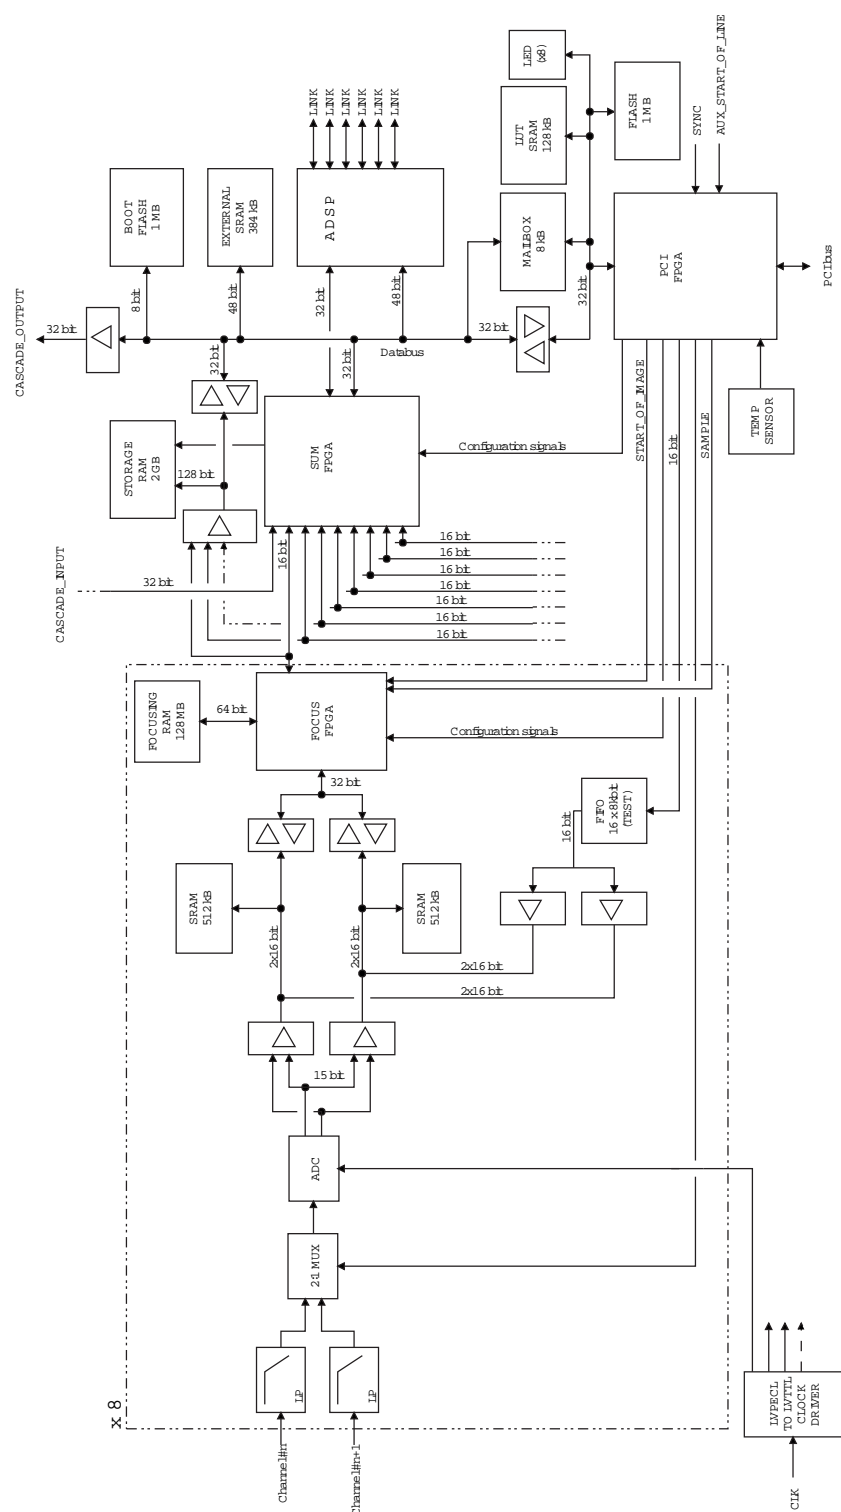 CASCADE_OUTPUT
32 bit
BOOT
FLASH
1 MB
8 bit
EXTERNAL
SRAM
384 kB
48 bit
LINK
LINK
LINK
LINK
LINK
LINK
ADSP
32 bit
48 bit
LED
(x8)
LUT
SRAM
128 kB
MAILBOX
8 kB
FLASH
1 MB
SYNC
AUX_START_OF_LINE
PCI
FPGA
PCI bus
32 bit
32 bit
Databus
32 bit
32 bit
TEMP
SENSOR
STORAGE
RAM
2 GB
128 bit
SUM
FPGA
Configuration signals
START_OF_IMAGE
16 bit
SAMPLE
CASCADE_INPUT
32 bit
16 bit
16 bit
16 bit
16 bit
16 bit
16 bit
16 bit
16 bit
FOCUSING
RAM
128 MB
64 bit
FOCUS
FPGA
Configuration signals
32 bit
FIFO
16 x 8kbit
(TEST)
16 bit
SRAM
512 kB
SRAM
512 kB
2x16 bit
2x16 bit
2x16 bit
2x16 bit
15 bit
ADC
2:1 MUX
LP
LP
x 8
Channel#n
Channel#n+1
LVPECL
TO LVTTL
CLOCK
DRIVER
CLK